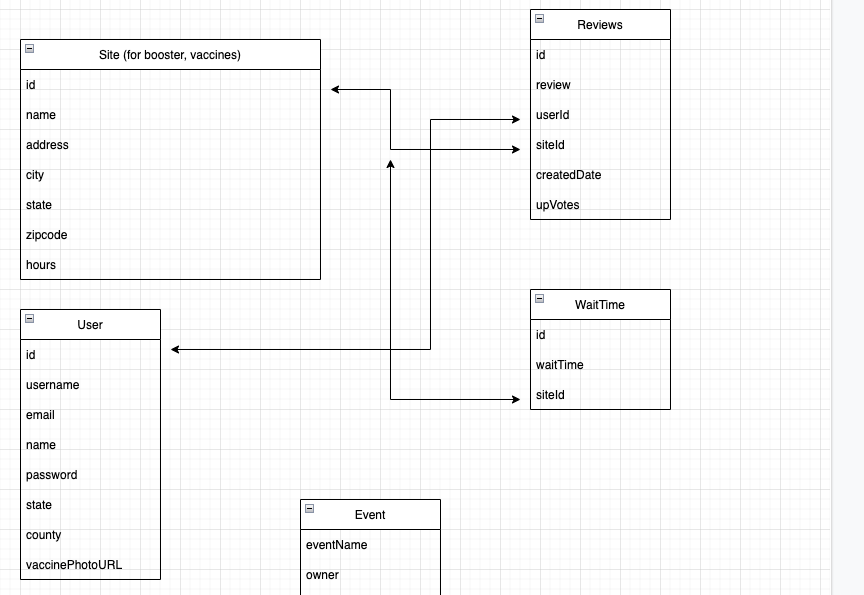 Site (for booster, vaccines)
id
name
address
city
state
zipcode
hours
Reviews
id
review
userId
siteId
createdDate
upVotes
User
id
username
email
name
password
state
county
vaccinePhotoURL
WaitTime
id
waitTime
siteId
Event
eventName
owner